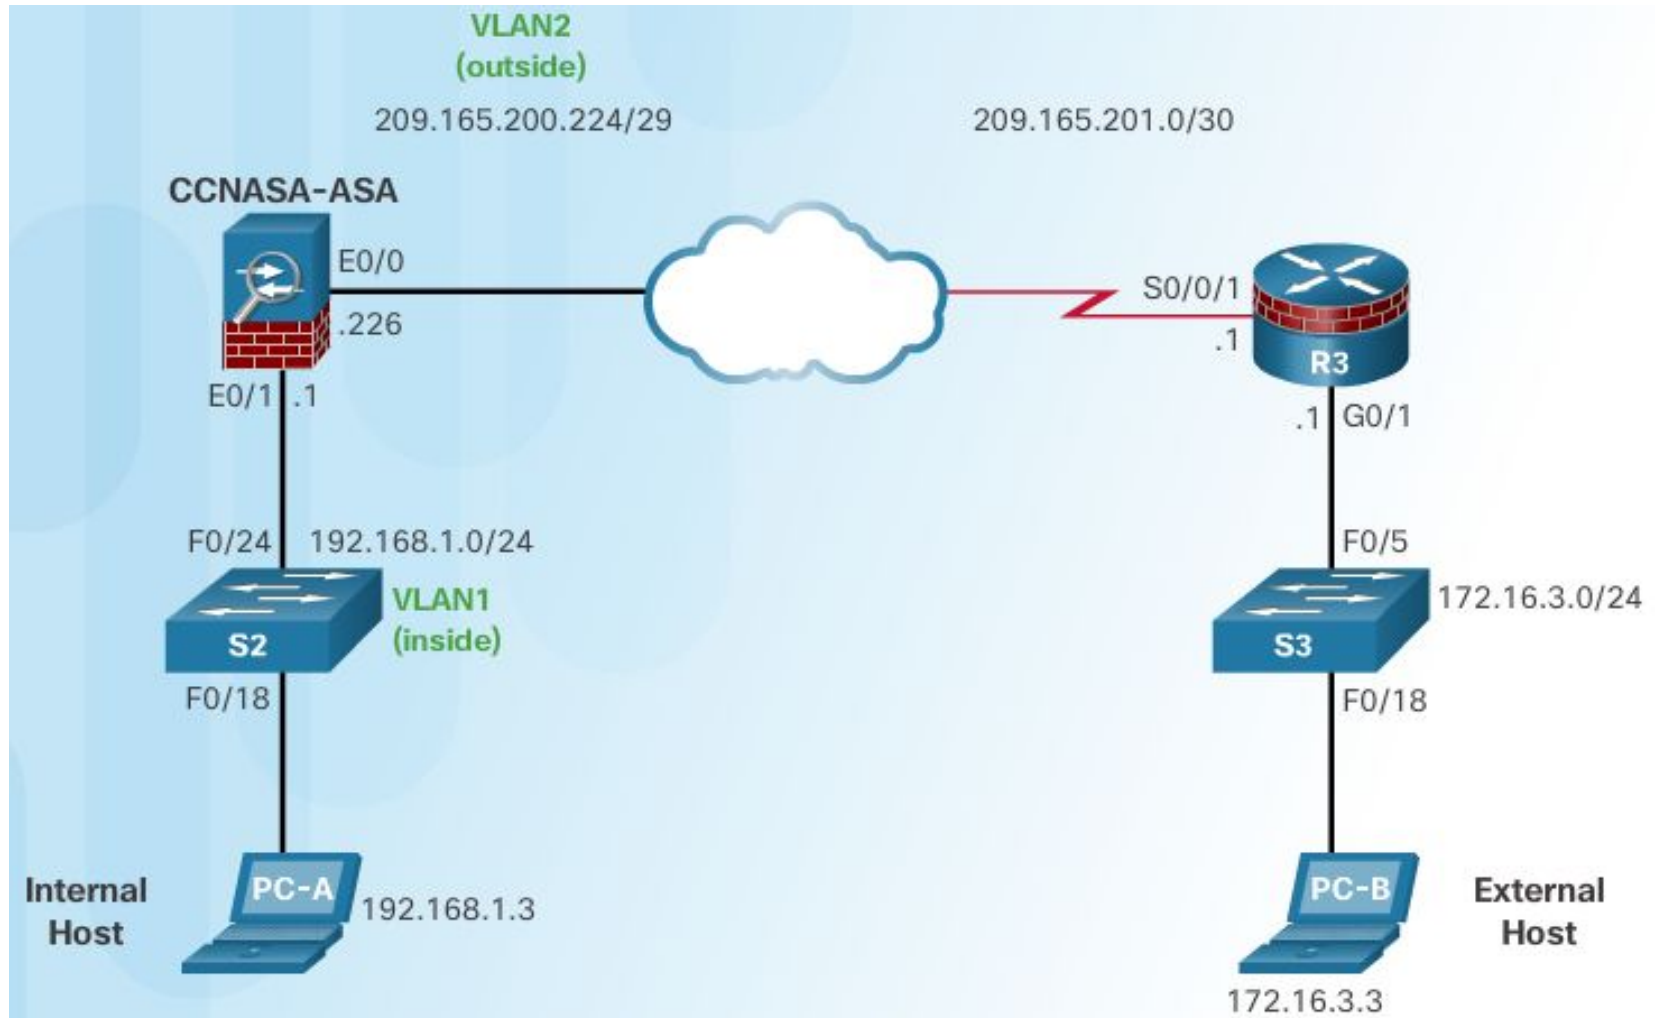 VLAN2
(outside)
209.165.200.224/29
209.165.201.0/30
CCNASA-ASA
E0/0
.226
E0/1
.1
S0/0/1
.1
R3
.1
G0/1
F0/24
192.168.1.0/24
VLAN1
(inside)
S2
F0/18
F0/5
172.16.3.0/24
S3
F0/18
Internal
Host
PC-A
192.168.1.3
PC-B
External
Host
172.16.3.3